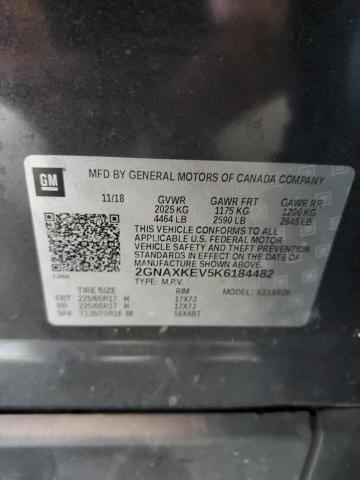 GM
MFD BY GENERAL MOTORS OF CANADA COMPANY
11/18 GVWR GAWR FRT GAWR RR
2025 KG 1175 KG 1200 KG
4464 LB 2590 LB 2645 LB
THIS VEHICLE CONFORMS TO ALL
APPLICABLE U.S. FEDERAL MOTOR
VEHICLE SAFETY AND THEFT
PREVENTION STANDARDS IN EFFECT
ON THE DATE OF MANUFACTURE
SHOWN ABOVE.
2GNAXKEV5K6184482
TYPE: M.P.V. MODEL:
TIRE SIZE RIM
FRT 225/65R17 H 17X7J
RR 225/65R17 H 17X7J
SPA T135/70R16 M 16X4BT